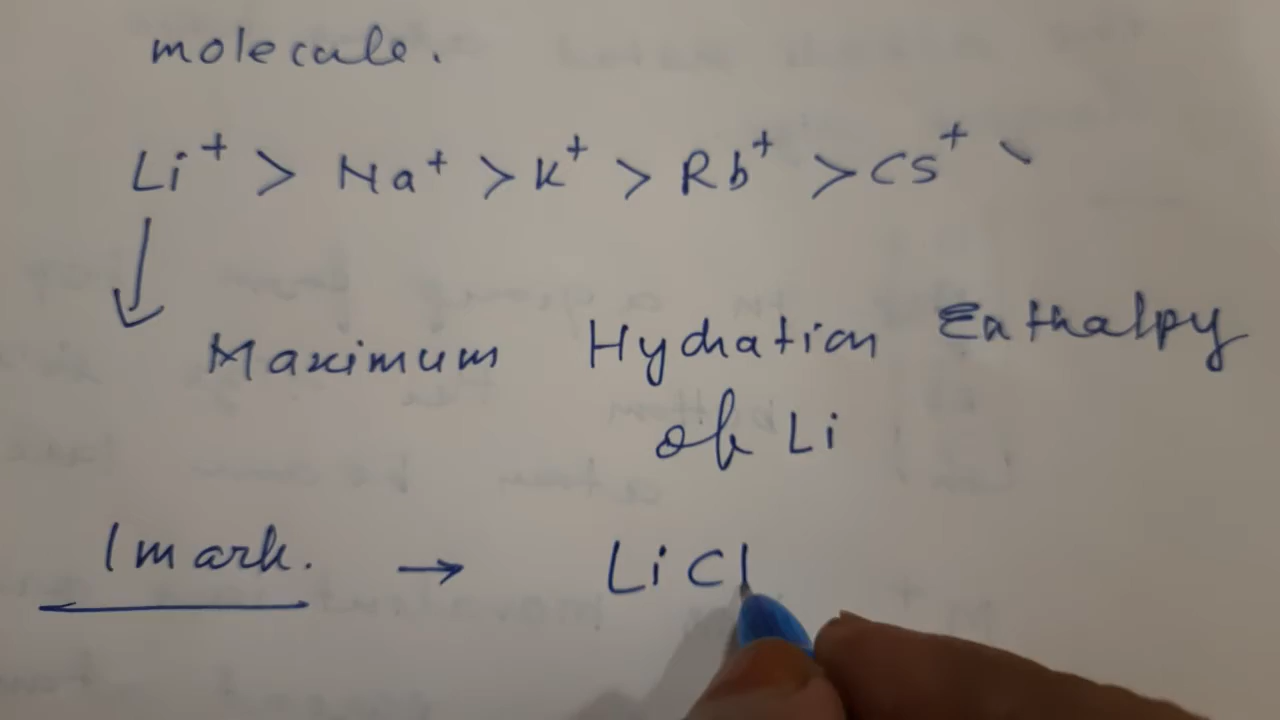 molecule.
Li⁺ > Na⁺ > K⁺ > Rb⁺ > Cs⁺
Maximum Hydration Enthalpy
of Li
1 mark. → LiCl